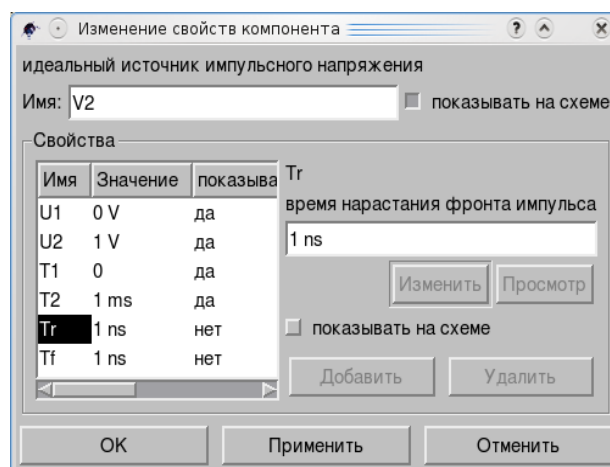 Изменение свойств компонента
идеальный источник импульсного напряжения
Имя: V2 показывать на схеме
Свойства
Имя Значение показыва
U1 0 V да
U2 1 V да
T1 0 да
T2 1 ms да
Tr 1 ns нет
Tf 1 ns нет
Tr
время нарастания фронта импульса
1 ns
Изменить Просмотр
показывать на схеме
Добавить Удалить
OK Применить Отменить